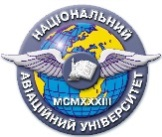 НАЦІОНАЛЬНИЙ
АВІАЦІЙНИЙ УНІВЕРСИТЕТ
MCMXXXIII